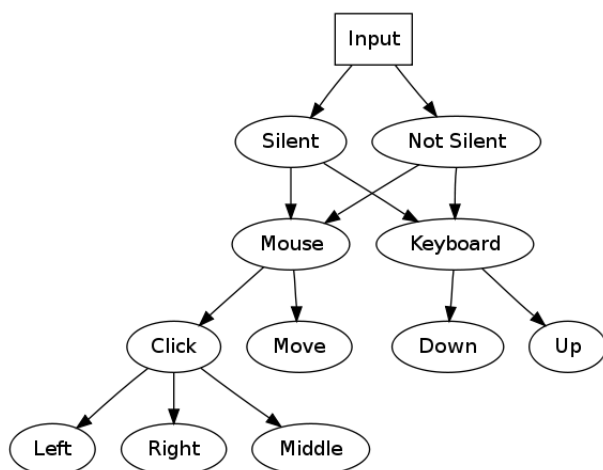 Input
Silent
Not Silent
Mouse
Keyboard
Click
Move
Down
Up
Left
Right
Middle